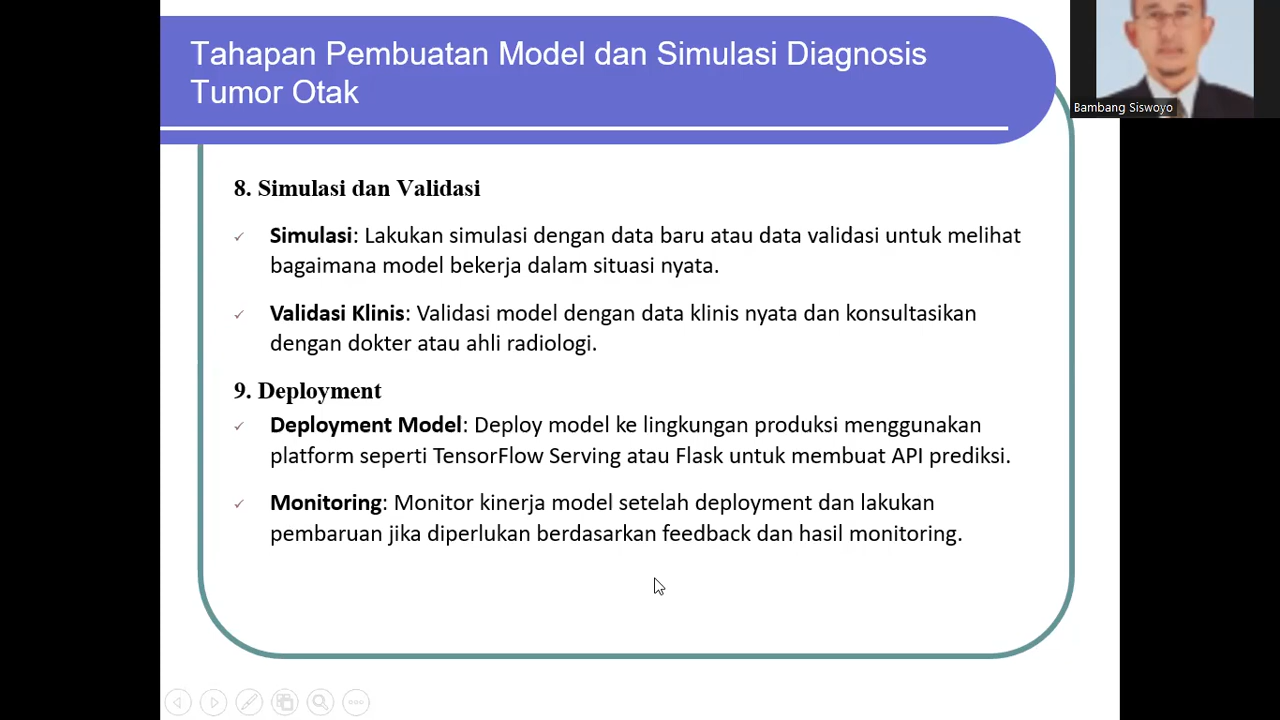 Tahapan Pembuatan Model dan Simulasi Diagnosis
Tumor Otak
Bambang Siswoyo
8. Simulasi dan Validasi
✓ Simulasi: Lakukan simulasi dengan data baru atau data validasi untuk melihat
bagaimana model bekerja dalam situasi nyata.
✓ Validasi Klinis: Validasi model dengan data klinis nyata dan konsultasikan
dengan dokter atau ahli radiologi.
9. Deployment
✓ Deployment Model: Deploy model ke lingkungan produksi menggunakan
platform seperti TensorFlow Serving atau Flask untuk membuat API prediksi.
✓ Monitoring: Monitor kinerja model setelah deployment dan lakukan
pembaruan jika diperlukan berdasarkan feedback dan hasil monitoring.